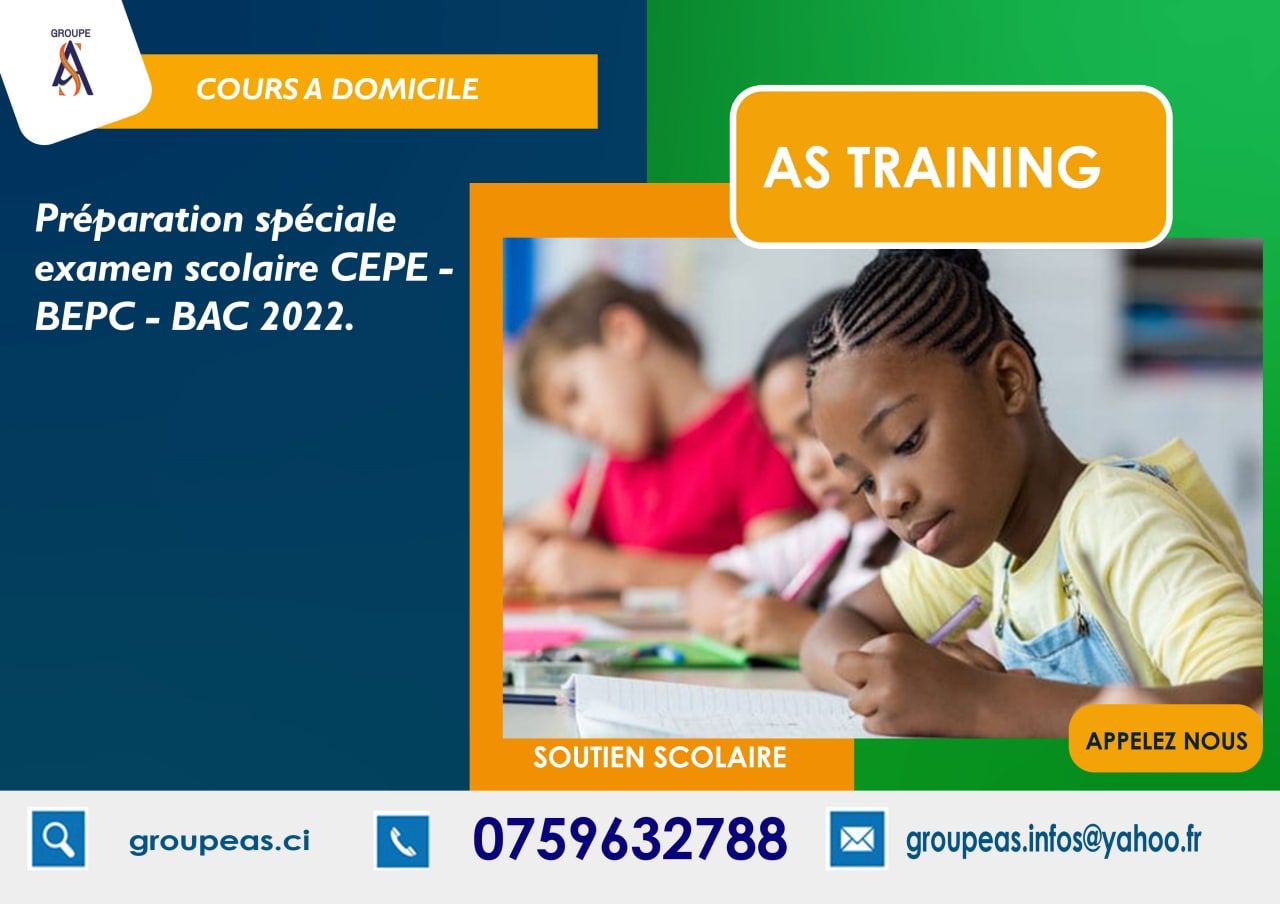 GROUPE
AS
COURS A DOMICILE
AS TRAINING
Préparation spéciale
examen scolaire CEPE -
BEPC - BAC 2022.
SOUTIEN SCOLAIRE
APPELEZ NOUS
groupeas.ci
0759632788
groupeas.infos@yahoo.fr